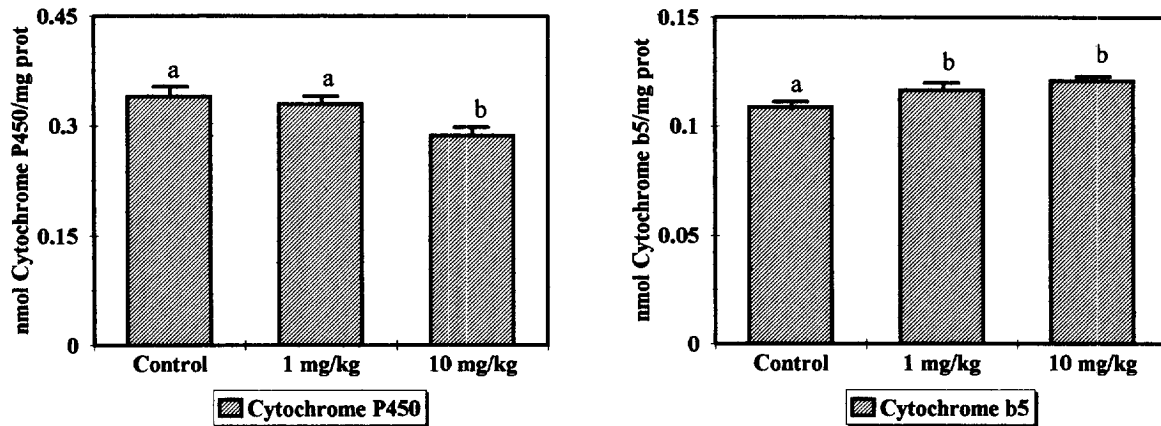 nmol Cytochrome P450/mg prot
0.45
0.3
0.15
0
a
a
b
Control
1 mg/kg
10 mg/kg
Cytochrome P450
nmol Cytochrome b5/mg prot
0.15
0.1
0.05
0
a
b
b
Control
1 mg/kg
10 mg/kg
Cytochrome b5